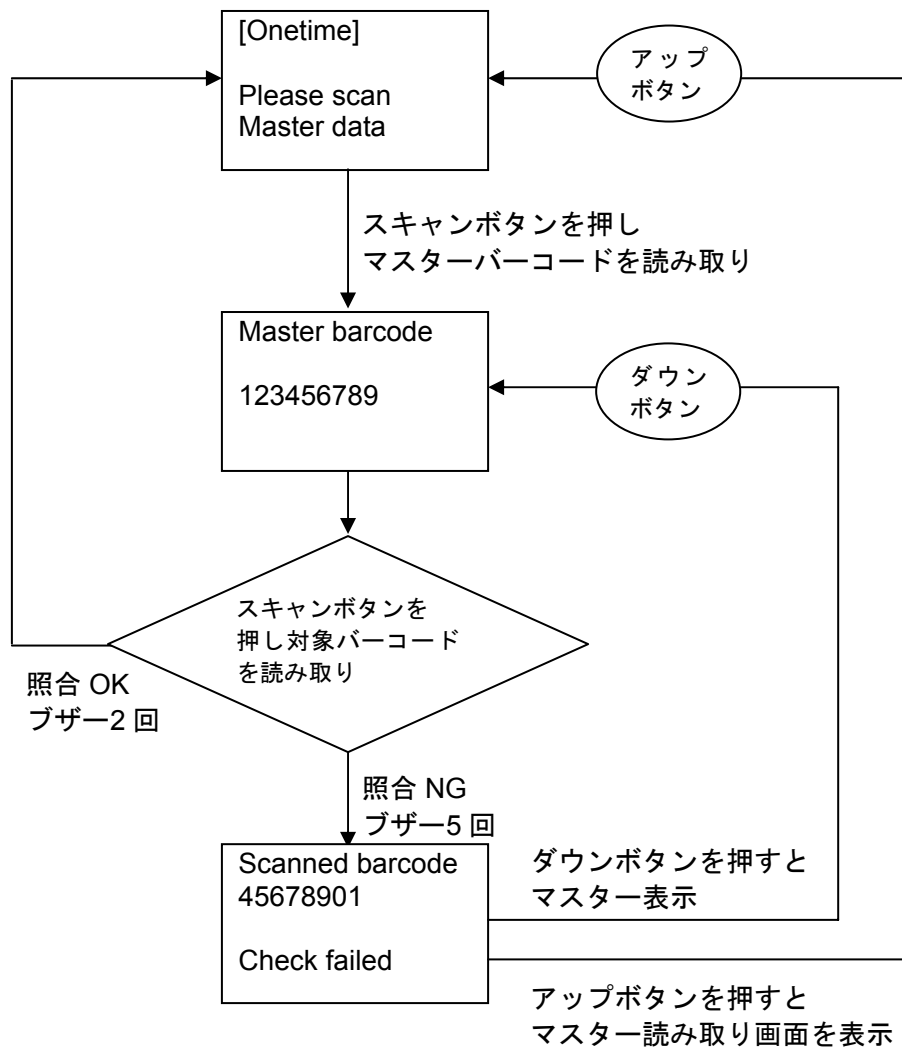 [Onetime]
Please scan
Master data
アップ
ボタン
スキャンボタンを押し
マスターバーコードを読み取り
Master barcode
123456789
ダウン
ボタン
スキャンボタンを
押し対象バーコード
を読み取り
照合 OK
ブザー2 回
照合 NG
ブザー5 回
Scanned barcode
45678901
Check failed
ダウンボタンを押すと
マスター表示
アップボタンを押すと
マスター読み取り画面を表示